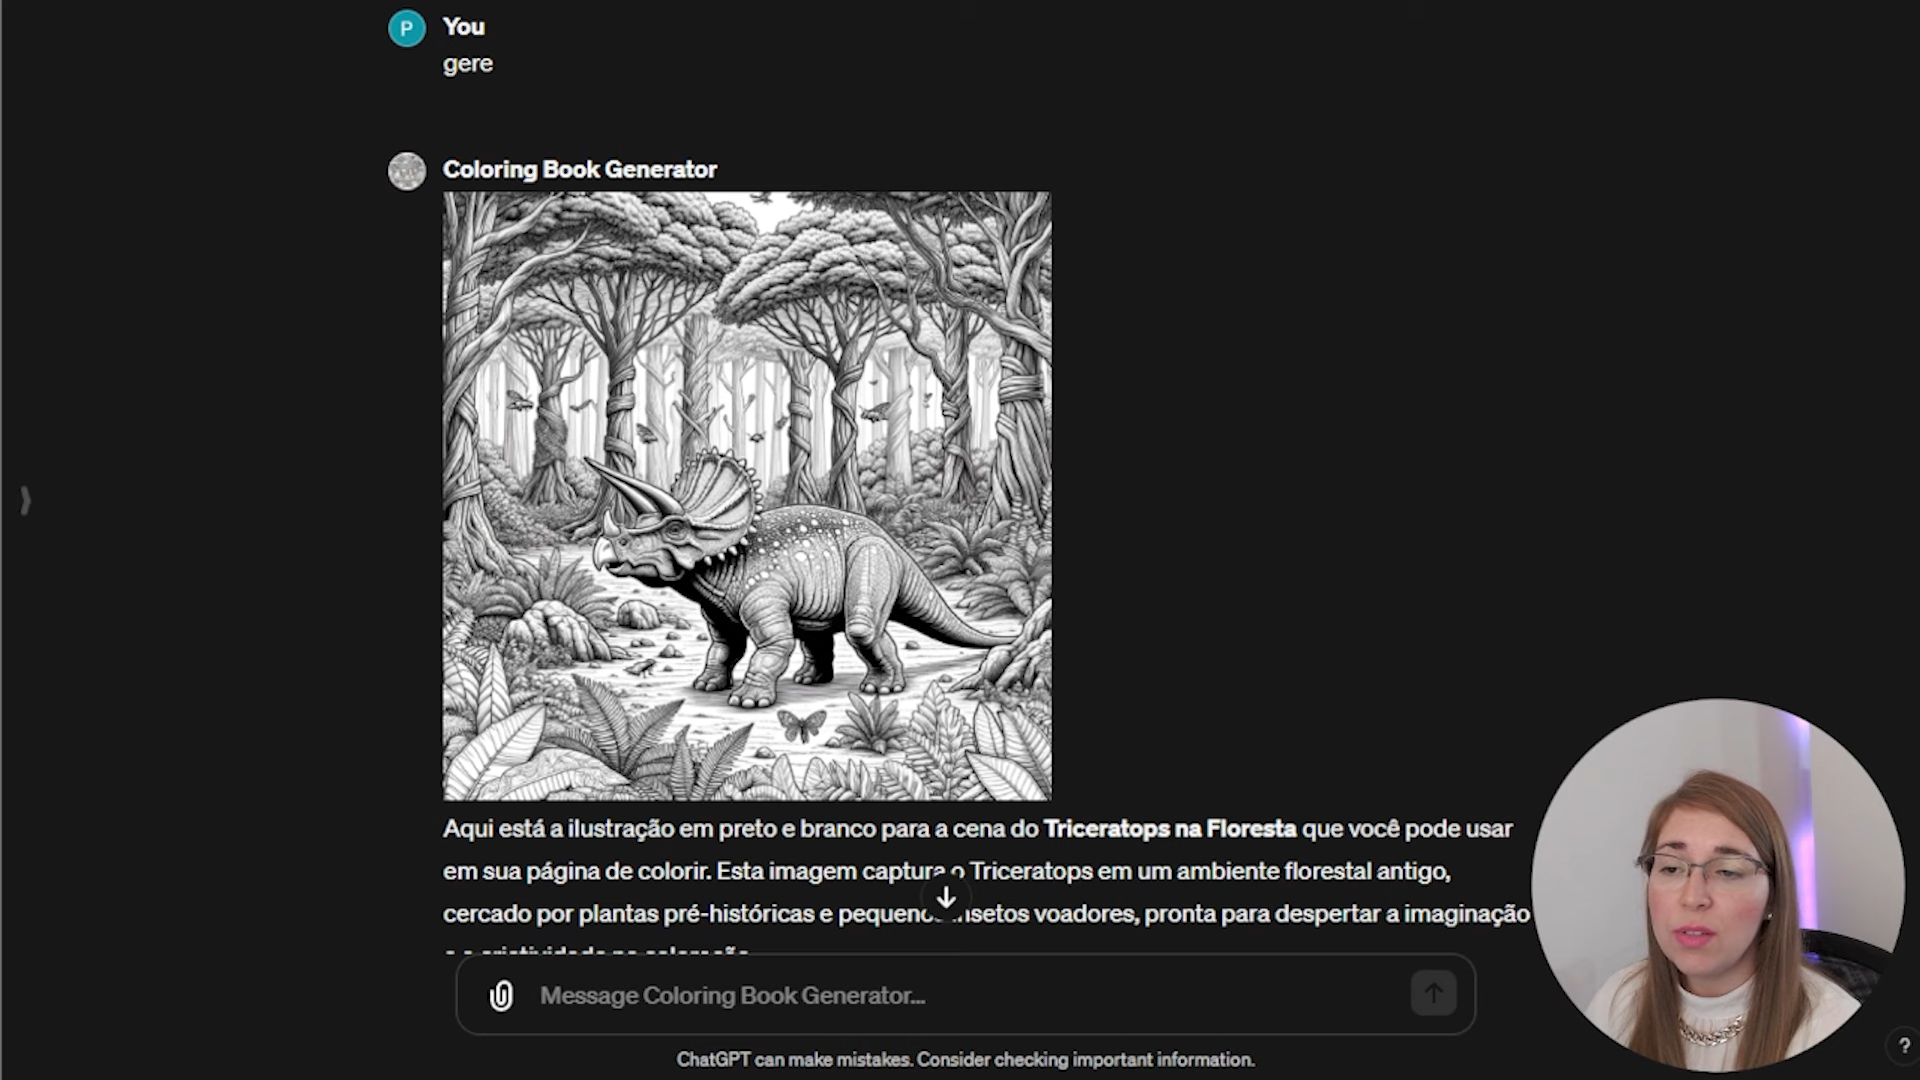 P
You
gere
Coloring Book Generator
Aqui está a ilustração em preto e branco para a cena do Triceratops na Floresta que você pode usar
em sua página de colorir. Esta imagem captura o Triceratops em um ambiente florestal antigo,
cercado por plantas pré-históricas e pequenos insetos voadores, pronta para despertar a imaginação
e a criatividade na coloração.
Message Coloring Book Generator...
ChatGPT can make mistakes. Consider checking important information.
?